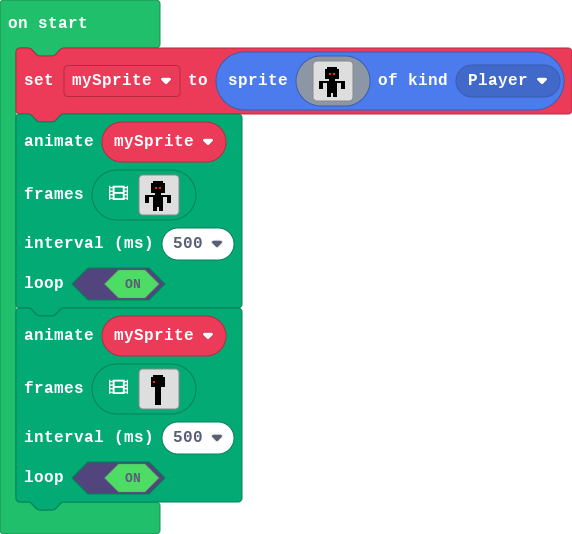 on start
set mySprite to sprite of kind Player
animate mySprite
frames
interval (ms) 500
loop ON
animate mySprite
frames
interval (ms) 500
loop ON